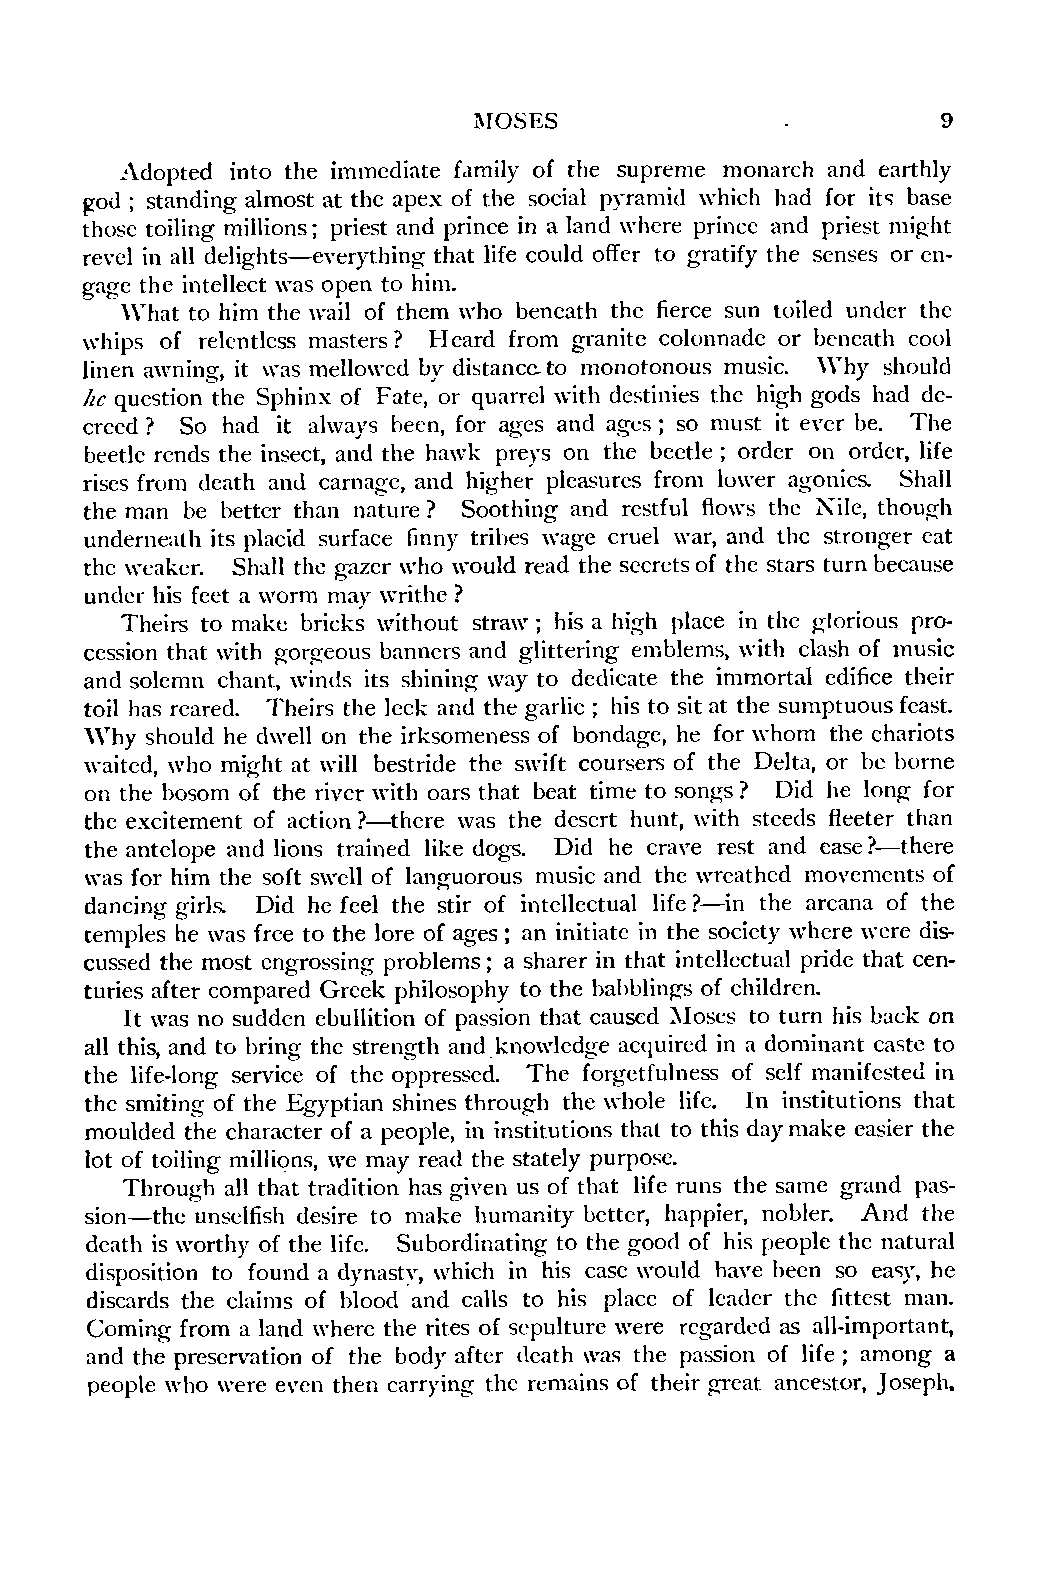 MOSES 9
Adopted into the immediate family of the supreme monarch and earthly
god ; standing almost at the apex of the social pyramid which had for its base
those toiling millions ; priest and prince in a land where prince and priest might
revel in all delights—everything that life could offer to gratify the senses or en-
gage the intellect was open to him.
What to him the wail of them who beneath the fierce sun toiled under the
whips of relentless masters ? Heard from granite colonnade or beneath cool
linen awning, it was mellowed by distance to monotonous music. Why should
he question the Sphinx of Fate, or quarrel with destinies the high gods had de-
creed ? So had it always been, for ages and ages ; so must it ever be. The
beetle rends the insect, and the hawk preys on the beetle ; order on order, life
rises from death and carnage, and higher pleasures from lower agonies. Shall
the man be better than nature ? Soothing and restful flows the Nile, though
underneath its placid surface finny tribes wage cruel war, and the stronger eat
the weaker. Shall the gazer who would read the secrets of the stars turn because
under his feet a worm may writhe ?
Theirs to make bricks without straw ; his a high place in the glorious pro-
cession that with gorgeous banners and glittering emblems, with clash of music
and solemn chant, winds its shining way to dedicate the immortal edifice their
toil has reared. Theirs the leek and the garlic ; his to sit at the sumptuous feast.
Why should he dwell on the irksomeness of bondage, he for whom the chariots
waited, who might at will bestride the swift coursers of the Delta, or be borne
on the bosom of the river with oars that beat time to songs ? Did he long for
the excitement of action ?—there was the desert hunt, with steeds fleeter than
the antelope and lions trained like dogs. Did he crave rest and ease ?—there
was for him the soft swell of languorous music and the wreathed movements of
dancing girls. Did he feel the stir of intellectual life ?—in the arcana of the
temples he was free to the lore of ages ; an initiate in the society where were dis-
cussed the most engrossing problems ; a sharer in that intellectual pride that cen-
turies after compared Greek philosophy to the babblings of children.
It was no sudden ebullition of passion that caused Moses to turn his back on
all this, and to bring the strength and knowledge acquired in a dominant caste to
the life-long service of the oppressed. The forgetfulness of self manifested in
the smiting of the Egyptian shines through the whole life. In institutions that
moulded the character of a people, in institutions that to this day make easier the
lot of toiling millions, we may read the stately purpose.
Through all that tradition has given us of that life runs the same grand pas-
sion—the unselfish desire to make humanity better, happier, nobler. And the
death is worthy of the life. Subordinating to the good of his people the natural
disposition to found a dynasty, which in his case would have been so easy, he
discards the claims of blood and calls to his place of leader the fittest man.
Coming from a land where the rites of sepulture were regarded as all-important,
and the preservation of the body after death was the passion of life ; among a
people who were even then carrying the remains of their great ancestor, Joseph,